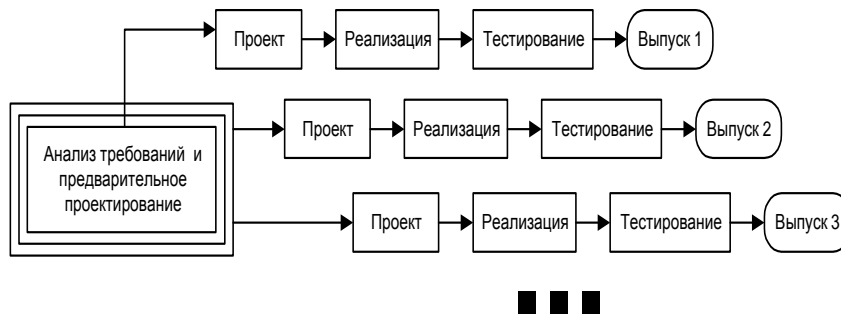 Проект Реализация Тестирование Выпуск 1
Проект Реализация Тестирование Выпуск 2
Анализ требований и
предварительное
проектирование
Проект Реализация Тестирование Выпуск 3